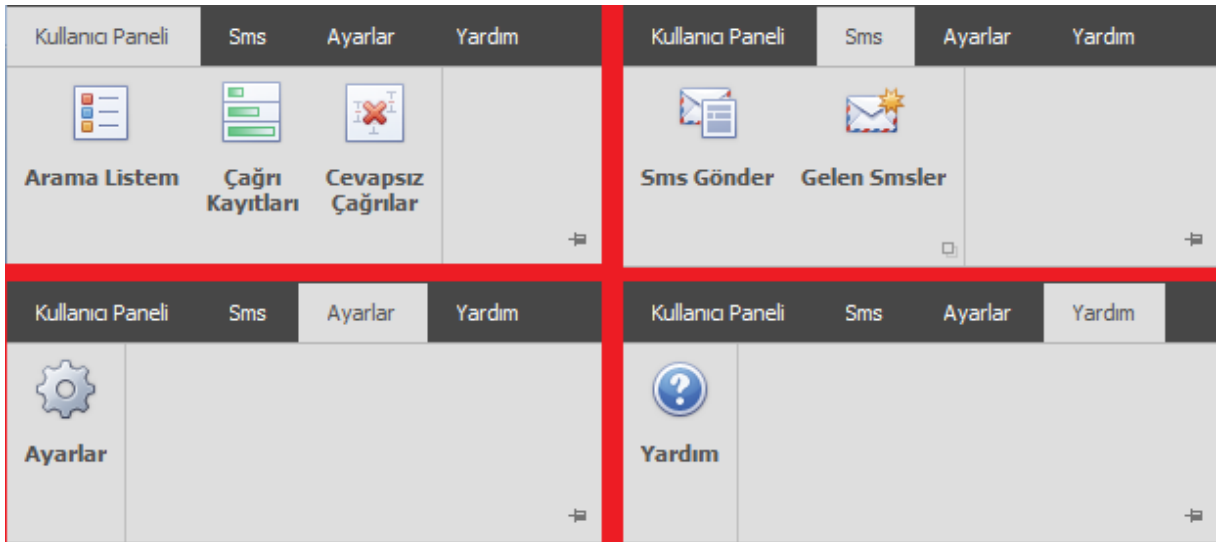 Kullanıcı Paneli Sms Ayarlar Yardım
Arama Listem Çağrı Kayıtları Cevapsız Çağrılar
Kullanıcı Paneli Sms Ayarlar Yardım
Sms Gönder Gelen Smsler
Kullanıcı Paneli Sms Ayarlar Yardım
Ayarlar
Kullanıcı Paneli Sms Ayarlar Yardım
Yardım